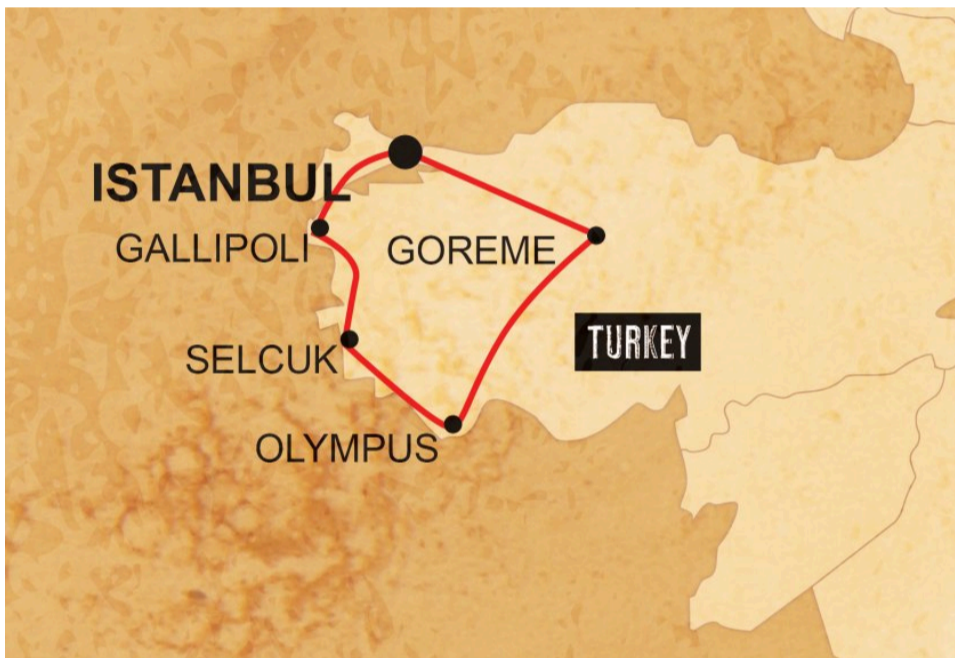 ISTANBUL
GALLIPOLI
GOREME
TURKEY
SELCUK
OLYMPUS